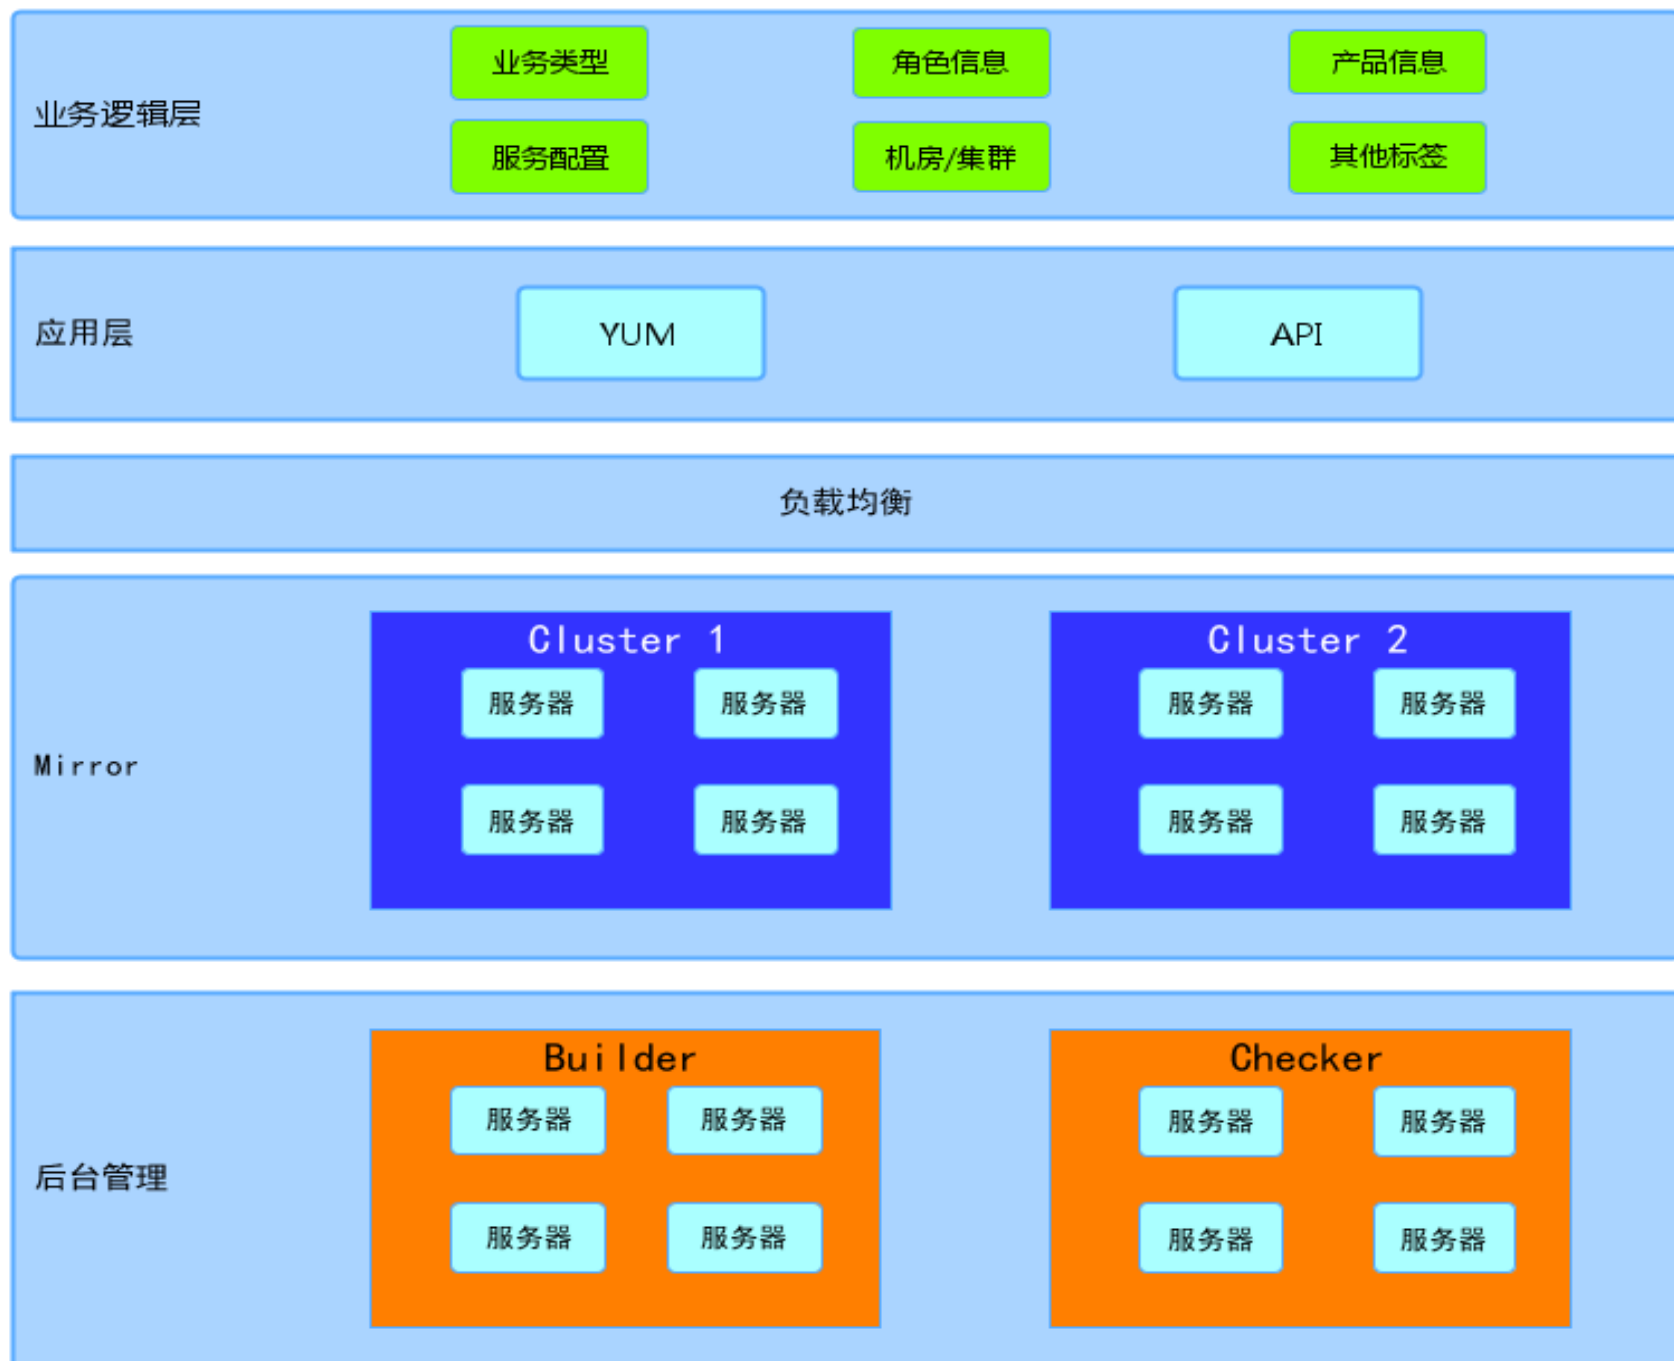 业务类型 角色信息 产品信息
业务逻辑层
服务配置 机房/集群 其他标签
应用层 YUM API
负载均衡
Cluster 1 Cluster 2
服务器 服务器 服务器 服务器
Mirror
服务器 服务器 服务器 服务器
Builder Checker
服务器 服务器 服务器 服务器
后台管理
服务器 服务器 服务器 服务器